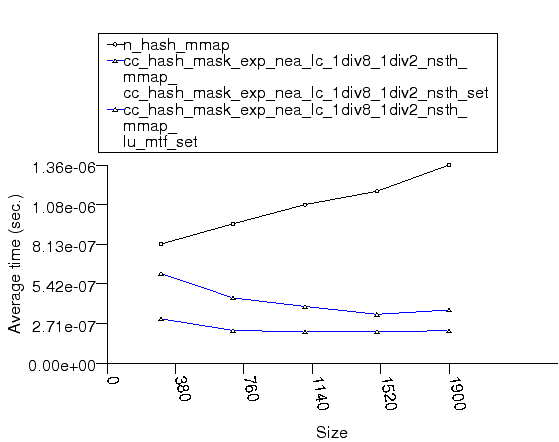 n_hash_mmap
cc_hash_mask_exp_nea_lc_1div8_1div2_nsth_
mmap_
cc_hash_mask_exp_nea_lc_1div8_1div2_nsth_set
cc_hash_mask_exp_nea_lc_1div8_1div2_nsth_
mmap_
lu_mtf_set
1.36e-06
1.08e-06
8.13e-07
5.42e-07
2.71e-07
0.00e+00
Average time (sec.)
0 380 760 1140 1520 1900
Size